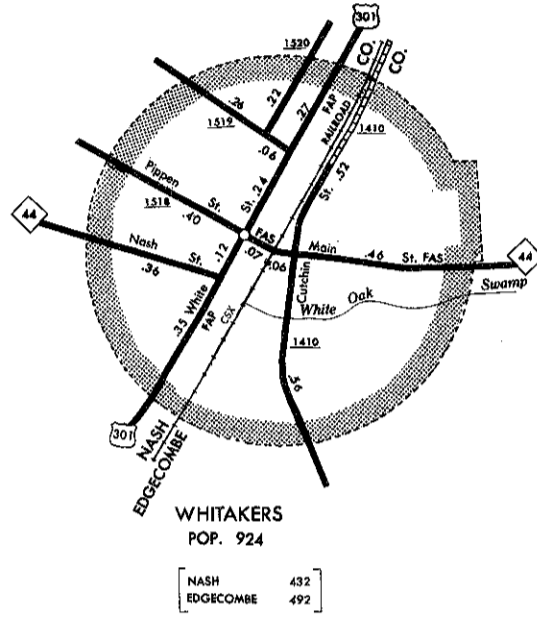 301
1520
CO.
CO.
.26
.22
.27
FAP
RAILROAD
1519
.06
1410
Pippen
St.
St. .24
St. .52
1518
.40
44
FAS
Nash
St.
.12
.07
.06
Main
.46
St. FAS
44
.36
Cutchin
White Oak Swamp
.35 White
FAP
CSX
1410
.56
301
NASH
EDGECOMBE
WHITAKERS
POP. 924
NASH 432
EDGECOMBE 492